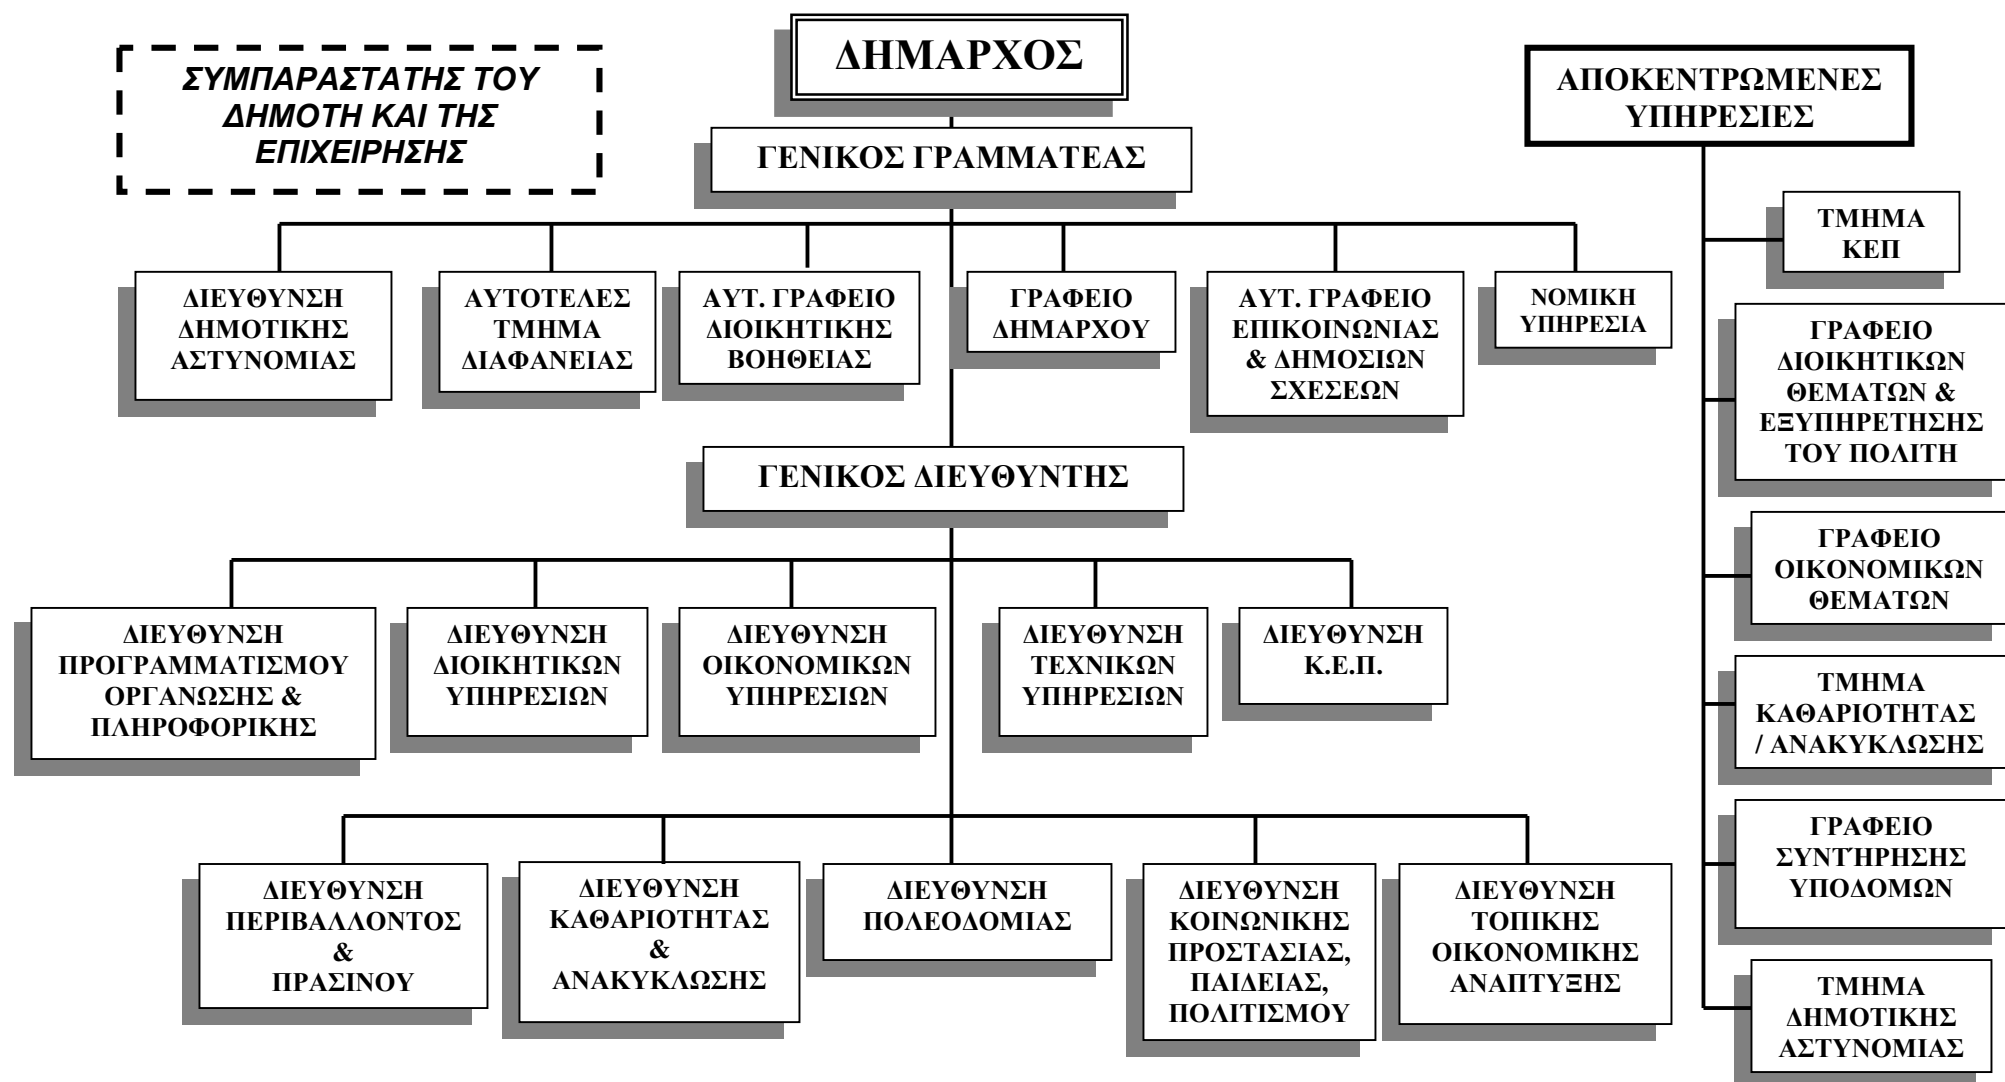 ΔΗΜΑΡΧΟΣ
ΣΥΜΠΑΡΑΣΤΑΤΗΣ ΤΟΥ
ΔΗΜΟΤΗ ΚΑΙ ΤΗΣ
ΕΠΙΧΕΙΡΗΣΗΣ
ΑΠΟΚΕΝΤΡΩΜΕΝΕΣ
ΥΠΗΡΕΣΙΕΣ
ΓΕΝΙΚΟΣ ΓΡΑΜΜΑΤΕΑΣ
ΔΙΕΥΘΥΝΣΗ
ΔΗΜΟΤΙΚΗΣ
ΑΣΤΥΝΟΜΙΑΣ
ΑΥΤΟΤΕΛΕΣ
ΤΜΗΜΑ
ΔΙΑΦΑΝΕΙΑΣ
ΑΥΤ. ΓΡΑΦΕΙΟ
ΔΙΟΙΚΗΤΙΚΗΣ
ΒΟΗΘΕΙΑΣ
ΓΡΑΦΕΙΟ
ΔΗΜΑΡΧΟΥ
ΑΥΤ. ΓΡΑΦΕΙΟ
ΕΠΙΚΟΙΝΩΝΙΑΣ
& ΔΗΜΟΣΙΩΝ
ΣΧΕΣΕΩΝ
ΝΟΜΙΚΗ
ΥΠΗΡΕΣΙΑ
ΓΕΝΙΚΟΣ ΔΙΕΥΘΥΝΤΗΣ
ΔΙΕΥΘΥΝΣΗ
ΠΡΟΓΡΑΜΜΑΤΙΣΜΟΥ
ΟΡΓΑΝΩΣΗΣ &
ΠΛΗΡΟΦΟΡΙΚΗΣ
ΔΙΕΥΘΥΝΣΗ
ΔΙΟΙΚΗΤΙΚΩΝ
ΥΠΗΡΕΣΙΩΝ
ΔΙΕΥΘΥΝΣΗ
ΟΙΚΟΝΟΜΙΚΩΝ
ΥΠΗΡΕΣΙΩΝ
ΔΙΕΥΘΥΝΣΗ
ΤΕΧΝΙΚΩΝ
ΥΠΗΡΕΣΙΩΝ
ΔΙΕΥΘΥΝΣΗ
Κ.Ε.Π.
ΔΙΕΥΘΥΝΣΗ
ΠΕΡΙΒΑΛΛΟΝΤΟΣ
&
ΠΡΑΣΙΝΟΥ
ΔΙΕΥΘΥΝΣΗ
ΚΑΘΑΡΙΟΤΗΤΑΣ
&
ΑΝΑΚΥΚΛΩΣΗΣ
ΔΙΕΥΘΥΝΣΗ
ΠΟΛΕΟΔΟΜΙΑΣ
ΔΙΕΥΘΥΝΣΗ
ΚΟΙΝΩΝΙΚΗΣ
ΠΡΟΣΤΑΣΙΑΣ,
ΠΑΙΔΕΙΑΣ,
ΠΟΛΙΤΙΣΜΟΥ
ΔΙΕΥΘΥΝΣΗ
ΤΟΠΙΚΗΣ
ΟΙΚΟΝΟΜΙΚΗΣ
ΑΝΑΠΤΥΞΗΣ
ΤΜΗΜΑ
ΚΕΠ
ΓΡΑΦΕΙΟ
ΔΙΟΙΚΗΤΙΚΩΝ
ΘΕΜΑΤΩΝ &
ΕΞΥΠΗΡΕΤΗΣΗΣ
ΤΟΥ ΠΟΛΙΤΗ
ΓΡΑΦΕΙΟ
ΟΙΚΟΝΟΜΙΚΩΝ
ΘΕΜΑΤΩΝ
ΤΜΗΜΑ
ΚΑΘΑΡΙΟΤΗΤΑΣ
/ ΑΝΑΚΥΚΛΩΣΗΣ
ΓΡΑΦΕΙΟ
ΣΥΝΤΉΡΗΣΗΣ
ΥΠΟΔΟΜΩΝ
ΤΜΗΜΑ
ΔΗΜΟΤΙΚΗΣ
ΑΣΤΥΝΟΜΙΑΣ